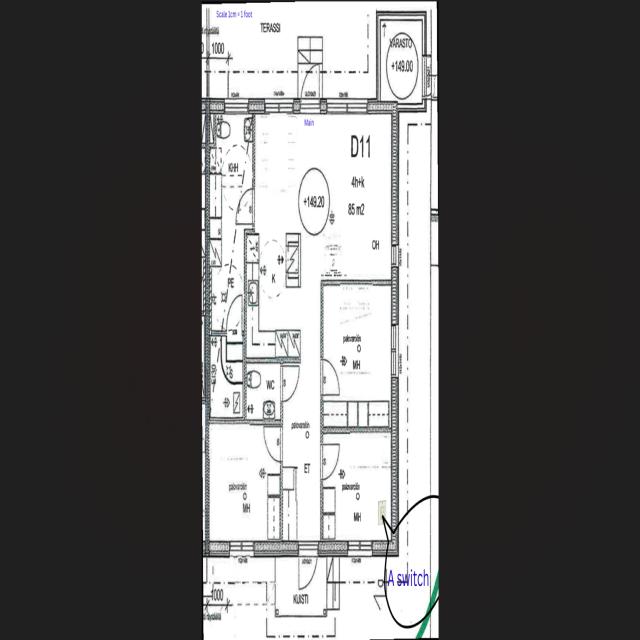 Scale 1cm = 1 foot
TERASSI
1000
VARASTO
+149.00
Main
D11
KHH
4h+k
+149.20
85 m2
OH
PE
K
palovaroitin
MH
WC
palovaroitin
ET
palovaroitin
MH
palovaroitin
MH
A switch
1000
KUISTI